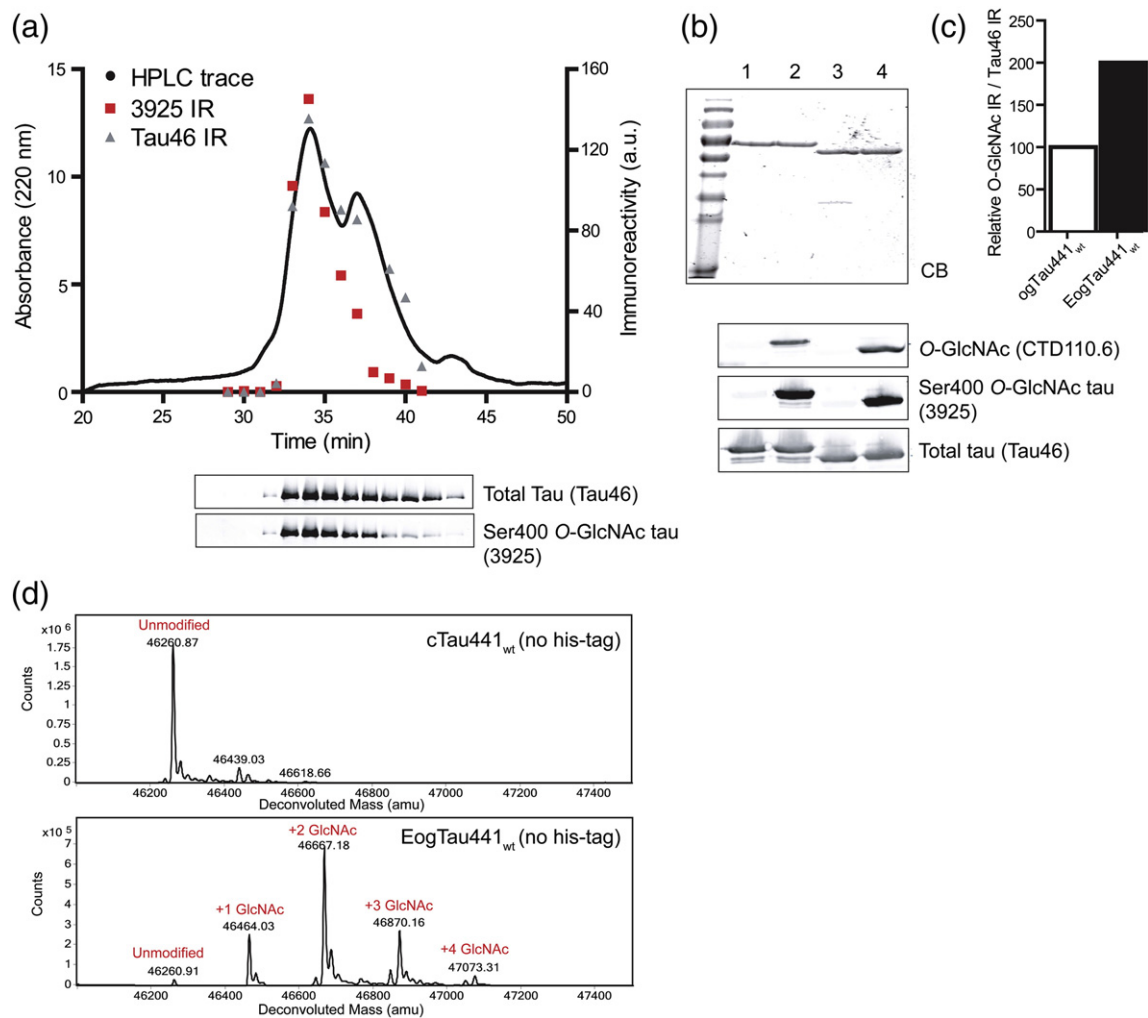 (a)
15
10
5
0
HPLC trace
3925 IR
Tau46 IR
160
120
80
40
0
Absorbance (220 nm)
Immunoreactivity (a.u.)
20 25 30 35 40 45 50
Time (min)
Total Tau (Tau46)
Ser400 O-GlcNAc tau
(3925)
(b)
1 2 3 4
CB
O-GlcNAc (CTD110.6)
Ser400 O-GlcNAc tau
(3925)
Total tau (Tau46)
(c)
Relative O-GlcNAc IR / Tau46 IR
250
200
150
100
50
0
ogTau441wt
EogTau441wt
(d)
x10 6
1.75
1.5
1.25
1
0.75
0.5
0.25
0
Counts
Unmodified
46260.87
46439.03
46618.66
cTau441wt (no his-tag)
46200 46400 46600 46800 47000 47200 47400
Deconvoluted Mass (amu)
x10 5
7
6
5
4
3
2
1
0
Counts
EogTau441wt (no his-tag)
+2 GlcNAc
46667.18
+1 GlcNAc
46464.03
+3 GlcNAc
46870.16
Unmodified
46260.91
+4 GlcNAc
47073.31
46200 46400 46600 46800 47000 47200 47400
Deconvoluted Mass (amu)